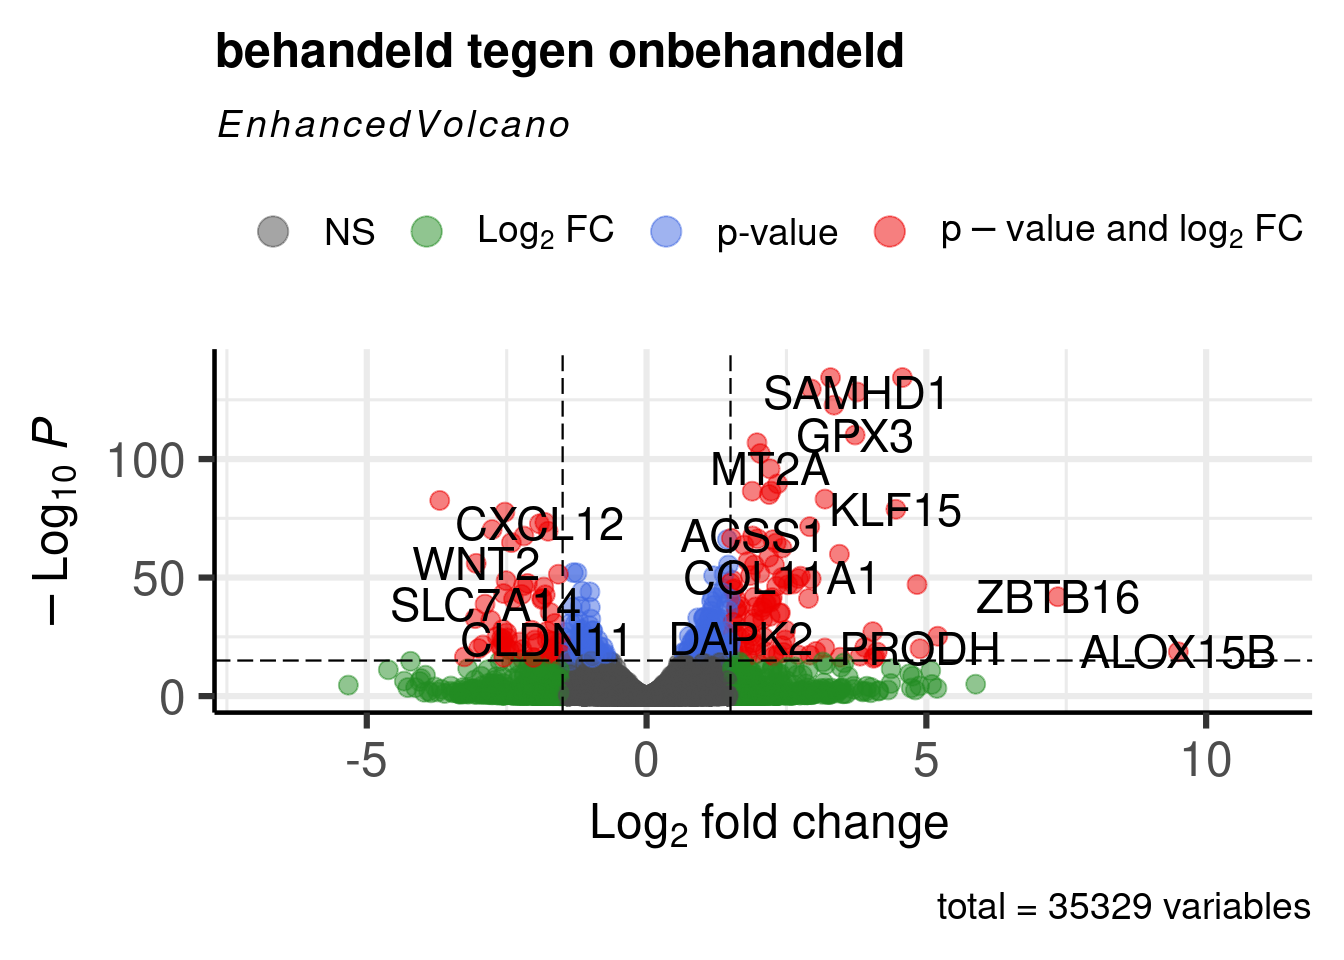 behandeld tegen onbehandeld
EnhancedVolcano
NS Log₂ FC p-value p − value and log₂ FC
− Log₁₀ P
100
50
0
SAMHD1
GPX3
MT2A
KLF15
CXCL12
ACSS1
WNT2
COL11A1
SLC7A14
ZBTB16
CLDN11
DAPK2
PRODH
ALOX15B
-5 0 5 10
Log₂ fold change
total = 35329 variables